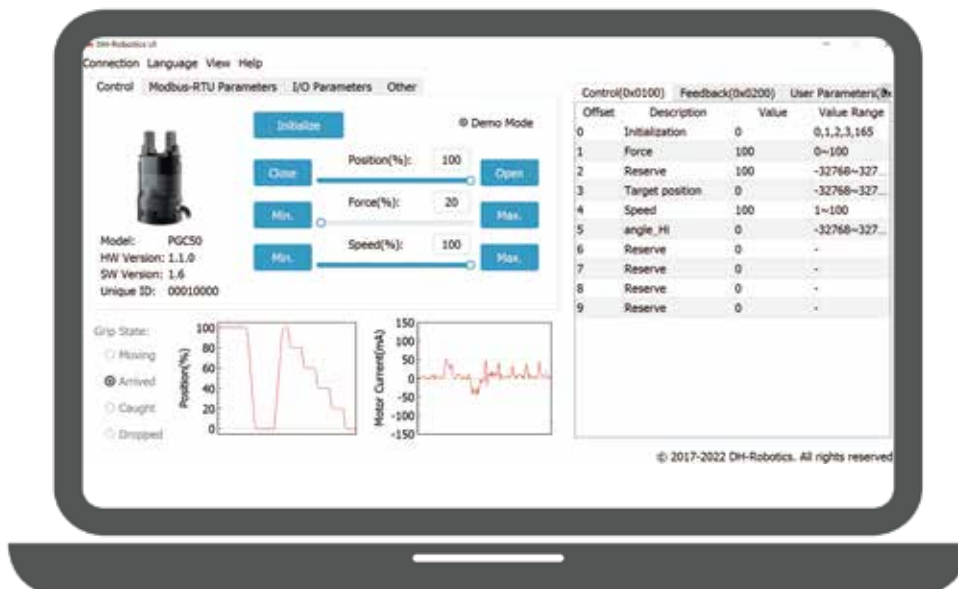 DH-Robotics v3
Connection Language View Help
Control Modbus-RTU Parameters I/O Parameters Other
Initialize
Demo Mode
Close
Position(%): 100
Open
Min.
Force(%): 20
Max.
Min.
Speed(%): 100
Max.
Model: PGC50
HW Version: 1.1.0
SW Version: 1.6
Unique ID: 00010000
Grip State:
Moving
Arrived
Caught
Dropped
Position(%)
100
80
60
40
20
0
Motor Current(mA)
150
100
50
0
-50
-100
-150
Control(0x0100) Feedback(0x0200) User Parameters(
Offset Description Value Value Range
0 Initialization 0 0,1,2,3,165
1 Force 100 0~100
2 Reserve 100 -32768~327...
3 Target position 0 -32768~327...
4 Speed 100 1~100
5 angle_Hi 0 -32768~327...
6 Reserve 0 -
7 Reserve 0 -
8 Reserve 0 -
9 Reserve 0 -
© 2017-2022 DH-Robotics. All rights reserved